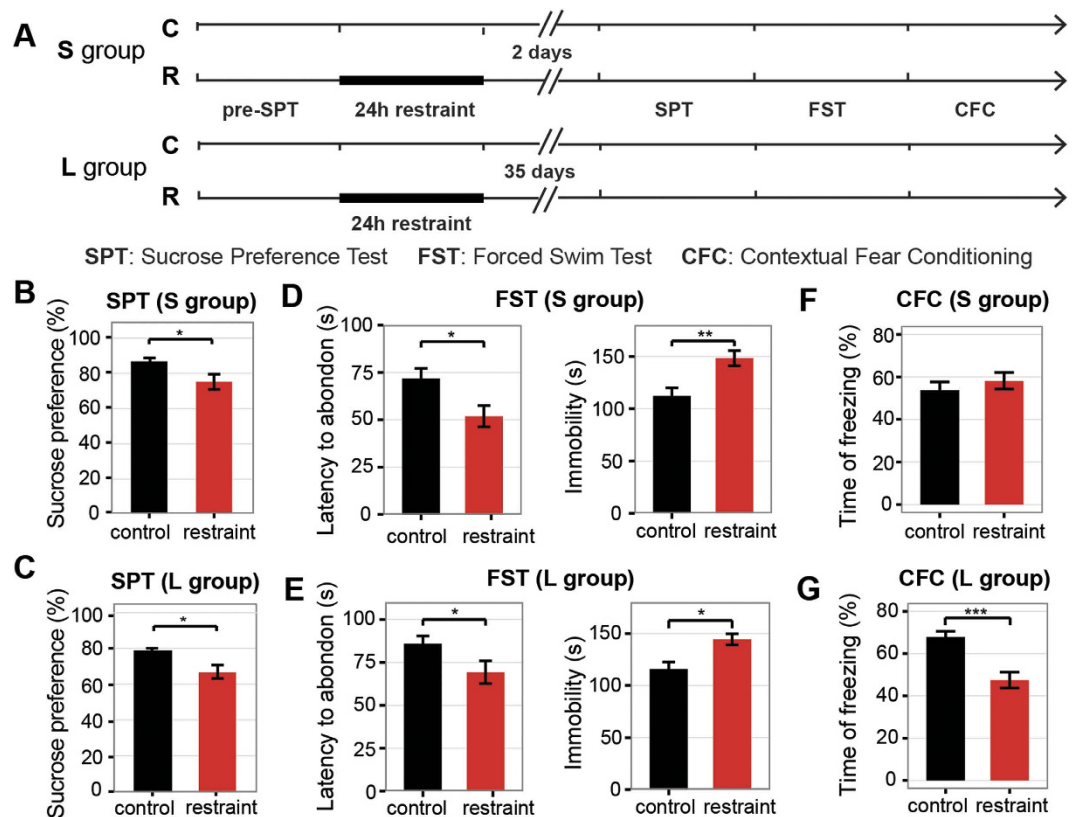 A
S group
C
2 days
R
pre-SPT
24h restraint
SPT
FST
CFC
L group
C
35 days
R
24h restraint
SPT: Sucrose Preference Test FST: Forced Swim Test CFC: Contextual Fear Conditioning
B
SPT (S group)
Sucrose preference (%)
100
80
60
40
20
0
*
control restraint
D
FST (S group)
Latency to abondon (s)
100
75
50
25
0
*
control restraint
Immobility (s)
150
100
50
0
**
control restraint
F
CFC (S group)
Time of freezing (%)
80
60
40
20
0
control restraint
C
SPT (L group)
Sucrose preference (%)
100
80
60
40
20
0
*
control restraint
E
FST (L group)
Latency to abondon (s)
100
75
50
25
0
*
control restraint
Immobility (s)
150
100
50
0
*
control restraint
G
CFC (L group)
Time of freezing (%)
80
60
40
20
0
***
control restraint